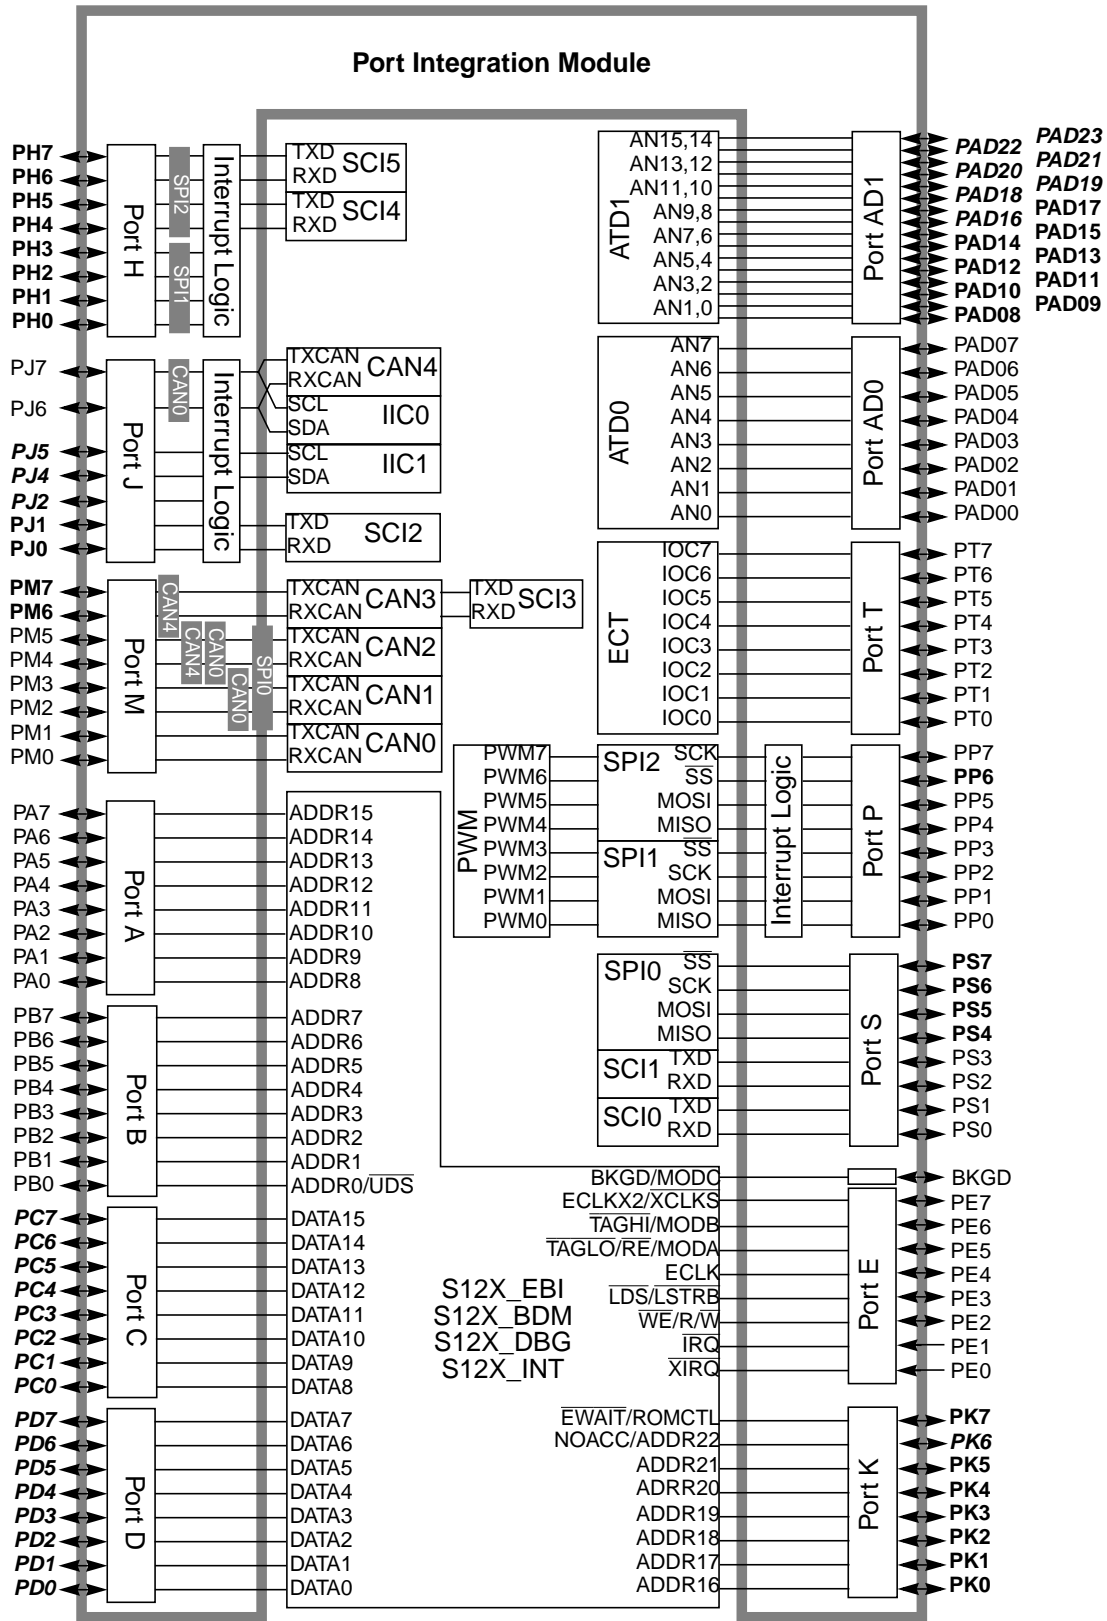 Port Integration Module
PH7
PH6
PH5
PH4
PH3
PH2
PH1
PH0
Port H
SPI2
SPI1
Interrupt Logic
TXD
RXD
SCI5
TXD
RXD
SCI4
PJ7
PJ6
PJ5
PJ4
PJ2
PJ1
PJ0
Port J
CAN0
Interrupt Logic
TXCAN
RXCAN
CAN4
SCL
SDA
IIC0
SCL
SDA
IIC1
TXD
RXD
SCI2
PM7
PM6
PM5
PM4
PM3
PM2
PM1
PM0
Port M
CAN4
CAN4
CAN0
CAN0
SPI0
TXCAN
RXCAN
CAN3
TXD
RXD
SCI3
TXCAN
RXCAN
CAN2
TXCAN
RXCAN
CAN1
TXCAN
RXCAN
CAN0
PA7
PA6
PA5
PA4
PA3
PA2
PA1
PA0
Port A
ADDR15
ADDR14
ADDR13
ADDR12
ADDR11
ADDR10
ADDR9
ADDR8
PB7
PB6
PB5
PB4
PB3
PB2
PB1
PB0
Port B
ADDR7
ADDR6
ADDR5
ADDR4
ADDR3
ADDR2
ADDR1
ADDR0/UDS
PC7
PC6
PC5
PC4
PC3
PC2
PC1
PC0
Port C
DATA15
DATA14
DATA13
DATA12
DATA11
DATA10
DATA9
DATA8
PD7
PD6
PD5
PD4
PD3
PD2
PD1
PD0
Port D
DATA7
DATA6
DATA5
DATA4
DATA3
DATA2
DATA1
DATA0
S12X_EBI
S12X_BDM
S12X_DBG
S12X_INT
ATD1
AN15,14
AN13,12
AN11,10
AN9,8
AN7,6
AN5,4
AN3,2
AN1,0
Port AD1
PAD23
PAD22
PAD21
PAD20
PAD19
PAD18
PAD17
PAD16
PAD15
PAD14
PAD13
PAD12
PAD11
PAD10
PAD09
PAD08
ATD0
AN7
AN6
AN5
AN4
AN3
AN2
AN1
AN0
Port AD0
PAD07
PAD06
PAD05
PAD04
PAD03
PAD02
PAD01
PAD00
ECT
IOC7
IOC6
IOC5
IOC4
IOC3
IOC2
IOC1
IOC0
Port T
PT7
PT6
PT5
PT4
PT3
PT2
PT1
PT0
PWM
PWM7
PWM6
PWM5
PWM4
PWM3
PWM2
PWM1
PWM0
SPI2
SCK
SS
MOSI
MISO
SPI1
SS
SCK
MOSI
MISO
Interrupt Logic
Port P
PP7
PP6
PP5
PP4
PP3
PP2
PP1
PP0
SPI0
SS
SCK
MOSI
MISO
SCI1
TXD
RXD
SCI0
TXD
RXD
Port S
PS7
PS6
PS5
PS4
PS3
PS2
PS1
PS0
BKGD/MODC
ECLKX2/XCLKS
TAGHI/MODB
TAGLO/RE/MODA
ECLK
LDS/LSTRB
WE/R/W
IRQ
XIRQ
Port E
BKGD
PE7
PE6
PE5
PE4
PE3
PE2
PE1
PE0
EWAIT/ROMCTL
NOACC/ADDR22
ADDR21
ADRR20
ADDR19
ADDR18
ADDR17
ADDR16
Port K
PK7
PK6
PK5
PK4
PK3
PK2
PK1
PK0